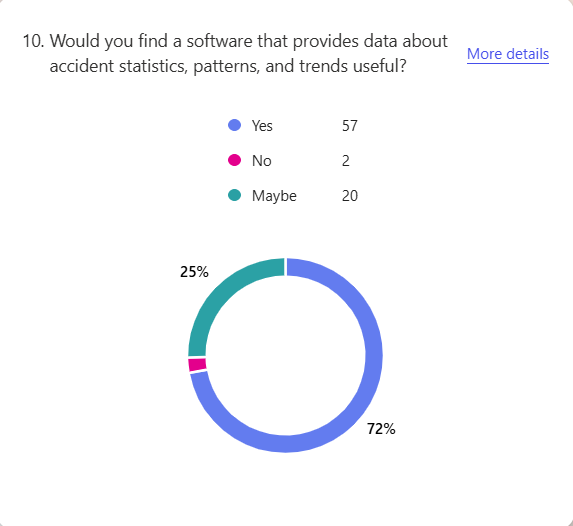 10. Would you find a software that provides data about
accident statistics, patterns, and trends useful?
More details
Yes 57
No 2
Maybe 20
25%
72%